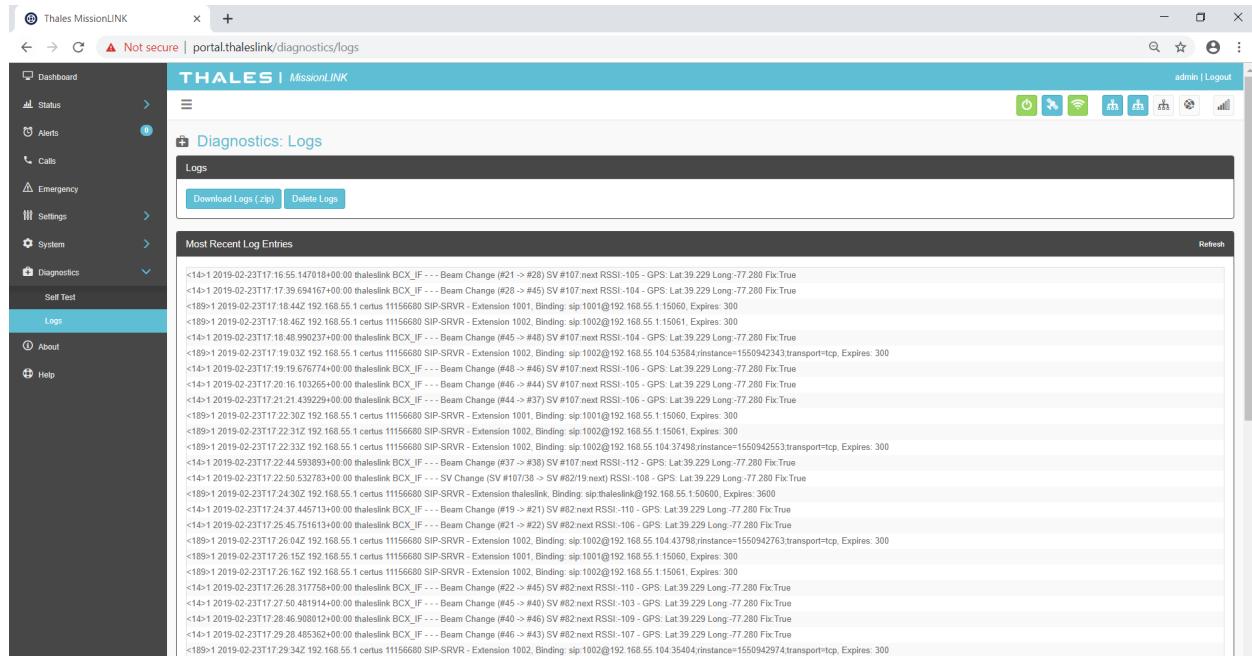 Thales MissionLINK
Not secure | portal.thaleslink/diagnostics/logs
Dashboard
Status
Alerts 0
Calls
Emergency
Settings
System
Diagnostics
Self Test
Logs
About
Help
THALES | MissionLINK
admin | Logout
Diagnostics: Logs
Logs
Download Logs (.zip) Delete Logs
Most Recent Log Entries Refresh
<14>1 2019-02-23T17:16:55.147018+00:00 thaleslink BCX_IF - - - Beam Change (#21 -> #28) SV #107:next RSSI:-105 - GPS: Lat:39.229 Long:-77.280 Fix:True
<14>1 2019-02-23T17:17:39.694167+00:00 thaleslink BCX_IF - - - Beam Change (#28 -> #45) SV #107:next RSSI:-104 - GPS: Lat:39.229 Long:-77.280 Fix:True
<189>1 2019-02-23T17:18:44Z 192.168.55.1 certus 11156680 SIP-SRVR - Extension 1001, Binding: sip:1001@192.168.55.1:15060, Expires: 300
<189>1 2019-02-23T17:18:46Z 192.168.55.1 certus 11156680 SIP-SRVR - Extension 1002, Binding: sip:1002@192.168.55.1:15061, Expires: 300
<14>1 2019-02-23T17:18:48.990237+00:00 thaleslink BCX_IF - - - Beam Change (#45 -> #48) SV #107:next RSSI:-104 - GPS: Lat:39.229 Long:-77.280 Fix:True
<189>1 2019-02-23T17:19:03Z 192.168.55.1 certus 11156680 SIP-SRVR - Extension 1002, Binding: sip:1002@192.168.55.104:53584;rinstance=1550942343;transport=tcp, Expires: 300
<14>1 2019-02-23T17:19:19.676774+00:00 thaleslink BCX_IF - - - Beam Change (#48 -> #46) SV #107:next RSSI:-106 - GPS: Lat:39.229 Long:-77.280 Fix:True
<14>1 2019-02-23T17:20:16.103265+00:00 thaleslink BCX_IF - - - Beam Change (#46 -> #44) SV #107:next RSSI:-105 - GPS: Lat:39.229 Long:-77.280 Fix:True
<14>1 2019-02-23T17:21:21.439229+00:00 thaleslink BCX_IF - - - Beam Change (#44 -> #37) SV #107:next RSSI:-106 - GPS: Lat:39.229 Long:-77.280 Fix:True
<189>1 2019-02-23T17:22:30Z 192.168.55.1 certus 11156680 SIP-SRVR - Extension 1001, Binding: sip:1001@192.168.55.1:15060, Expires: 300
<189>1 2019-02-23T17:22:31Z 192.168.55.1 certus 11156680 SIP-SRVR - Extension 1002, Binding: sip:1002@192.168.55.1:15061, Expires: 300
<189>1 2019-02-23T17:22:33Z 192.168.55.1 certus 11156680 SIP-SRVR - Extension 1002, Binding: sip:1002@192.168.55.104:37498;rinstance=1550942553;transport=tcp, Expires: 300
<14>1 2019-02-23T17:22:44.593893+00:00 thaleslink BCX_IF - - - Beam Change (#37 -> #38) SV #107:next RSSI:-112 - GPS: Lat:39.229 Long:-77.280 Fix:True
<14>1 2019-02-23T17:22:50.532783+00:00 thaleslink BCX_IF - - - SV Change (SV #107/38 -> SV #82/19:next) RSSI:-108 - GPS: Lat:39.229 Long:-77.280 Fix:True
<189>1 2019-02-23T17:24:30Z 192.168.55.1 certus 11156680 SIP-SRVR - Extension thaleslink, Binding: sip:thaleslink@192.168.55.1:50600, Expires: 3600
<14>1 2019-02-23T17:24:37.445713+00:00 thaleslink BCX_IF - - - Beam Change (#19 -> #21) SV #82:next RSSI:-110 - GPS: Lat:39.229 Long:-77.280 Fix:True
<14>1 2019-02-23T17:25:45.751613+00:00 thaleslink BCX_IF - - - Beam Change (#21 -> #22) SV #82:next RSSI:-106 - GPS: Lat:39.229 Long:-77.280 Fix:True
<189>1 2019-02-23T17:26:04Z 192.168.55.1 certus 11156680 SIP-SRVR - Extension 1002, Binding: sip:1002@192.168.55.104:43798;rinstance=1550942763;transport=tcp, Expires: 300
<189>1 2019-02-23T17:26:15Z 192.168.55.1 certus 11156680 SIP-SRVR - Extension 1001, Binding: sip:1001@192.168.55.1:15060, Expires: 300
<189>1 2019-02-23T17:26:16Z 192.168.55.1 certus 11156680 SIP-SRVR - Extension 1002, Binding: sip:1002@192.168.55.1:15061, Expires: 300
<14>1 2019-02-23T17:26:28.317758+00:00 thaleslink BCX_IF - - - Beam Change (#22 -> #45) SV #82:next RSSI:-110 - GPS: Lat:39.229 Long:-77.280 Fix:True
<14>1 2019-02-23T17:27:50.481914+00:00 thaleslink BCX_IF - - - Beam Change (#45 -> #40) SV #82:next RSSI:-103 - GPS: Lat:39.229 Long:-77.280 Fix:True
<14>1 2019-02-23T17:28:46.908012+00:00 thaleslink BCX_IF - - - Beam Change (#40 -> #46) SV #82:next RSSI:-109 - GPS: Lat:39.229 Long:-77.280 Fix:True
<14>1 2019-02-23T17:29:28.485362+00:00 thaleslink BCX_IF - - - Beam Change (#46 -> #43) SV #82:next RSSI:-107 - GPS: Lat:39.229 Long:-77.280 Fix:True
<189>1 2019-02-23T17:29:34Z 192.168.55.1 certus 11156680 SIP-SRVR - Extension 1002, Binding: sip:1002@192.168.55.104:35404;rinstance=1550942974;transport=tcp, Expires: 300